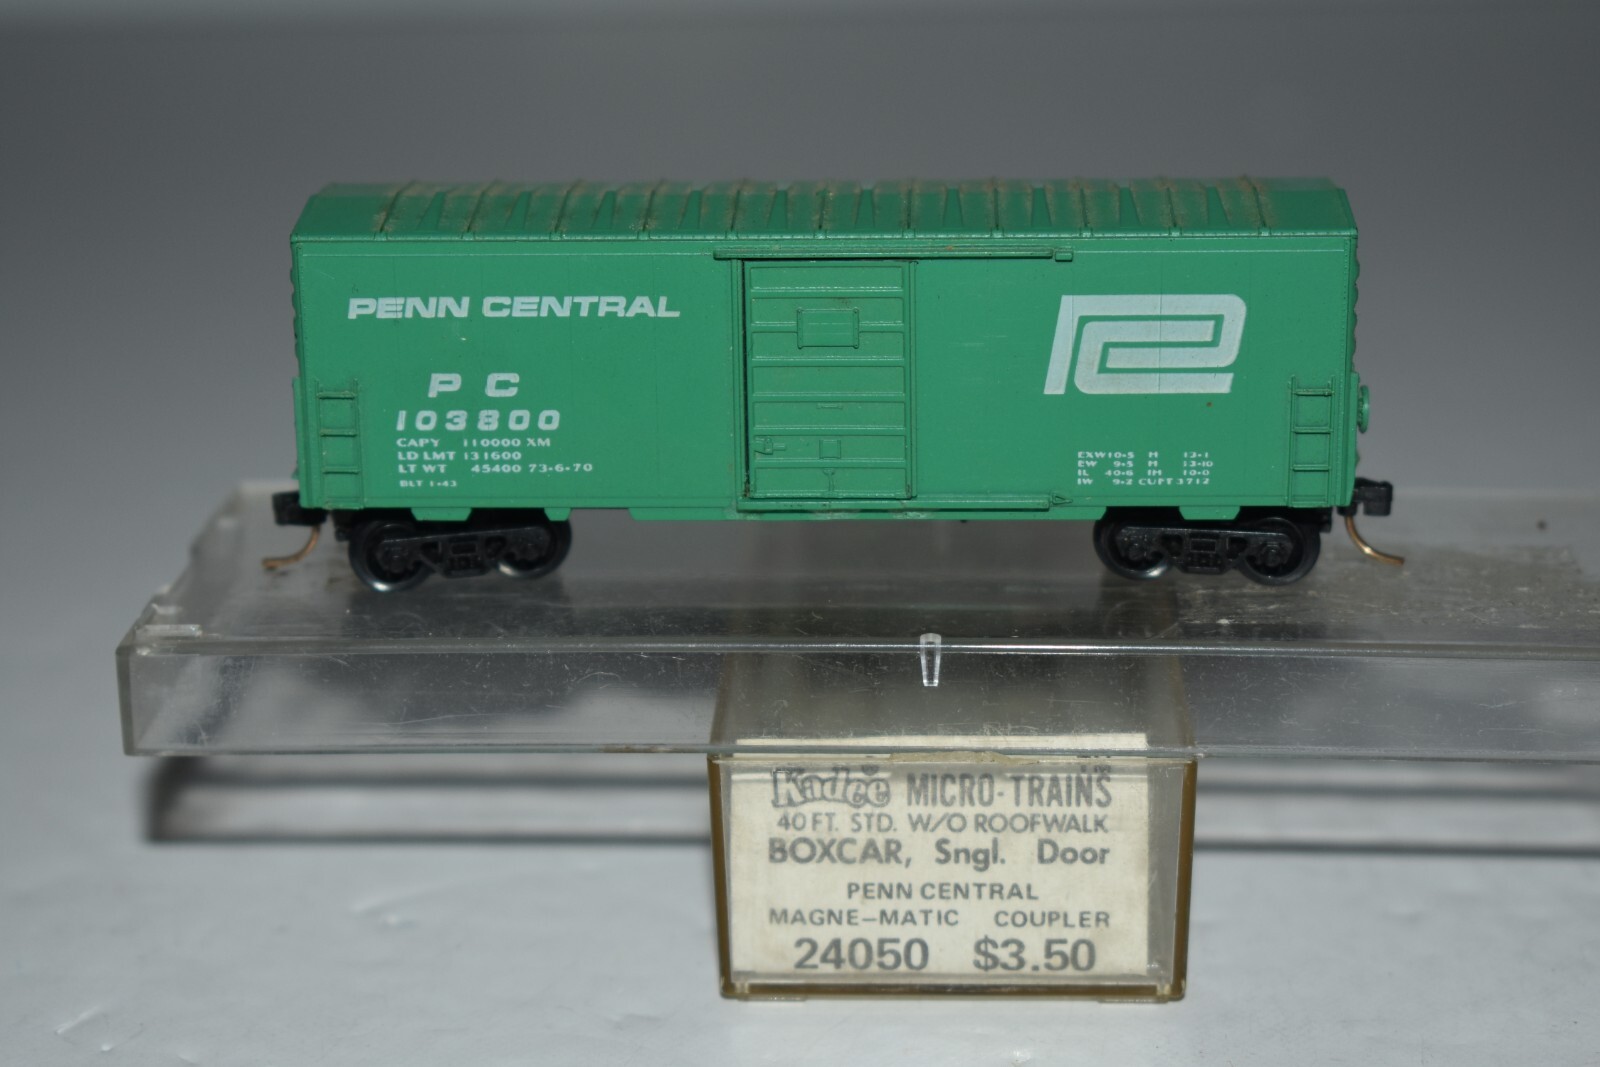 PENN CENTRAL
P C
103800
CAPY 110000 XM
LD LMT 131600
LT WT 45400 73-6-70
BLT 1-43
PC
EXW 10-5 H 12-1
EW 9-5 H 13-10
IL 40-6 IH 10-0
IW 9-2 CUFT 3712
Kadee MICRO-TRAINS
40 FT. STD. W/O ROOFWALK
BOXCAR, Sngl. Door
PENN CENTRAL
MAGNE-MATIC COUPLER
24050 $3.50